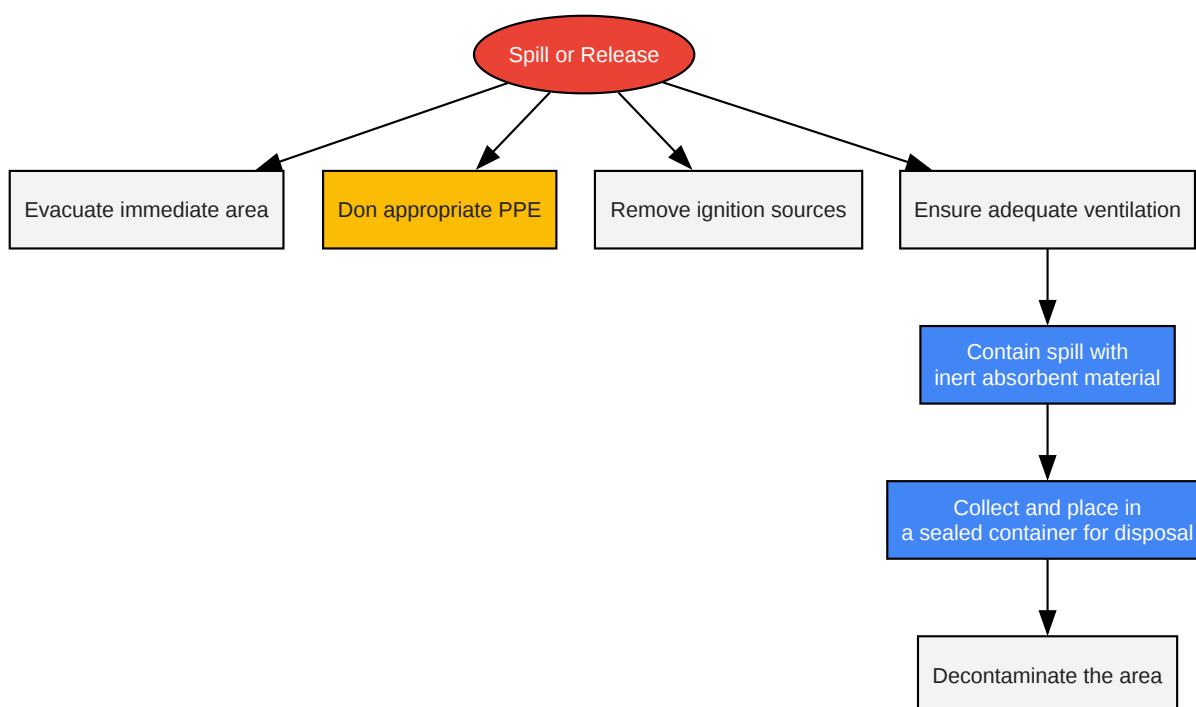 Spill or Release
Evacuate immediate area
Don appropriate PPE
Remove ignition sources
Ensure adequate ventilation
Contain spill with
inert absorbent material
Collect and place in
a sealed container for disposal
Decontaminate the area